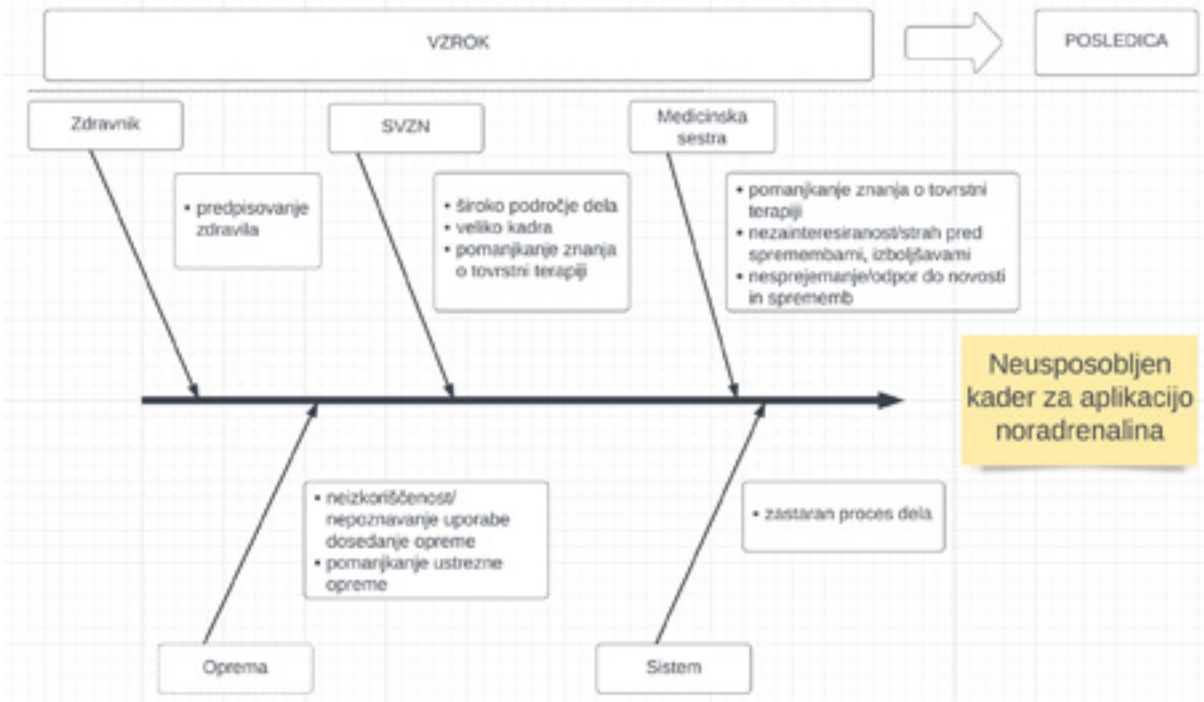 VZROK
POSLEDICA
Zdravnik
SVZN
Medicinska
sestra
• predpisovanje
zdravila
• široko področje dela
• veliko kadra
• pomanjkanje znanja
o tovrstni terapiji
• pomanjkanje znanja o tovrstni
terapiji
• nezainteresiranost/strah pred
spremembami, izboljšavami
• nesprejemanje/odpor do novosti
in sprememb
Neusposobljen
kader za aplikacijo
noradrenalina
• neizkoriščenost/
nepoznavanje uporabe
dosedanje opreme
• pomanjkanje ustrezne
opreme
• zastaran proces dela
Oprema
Sistem